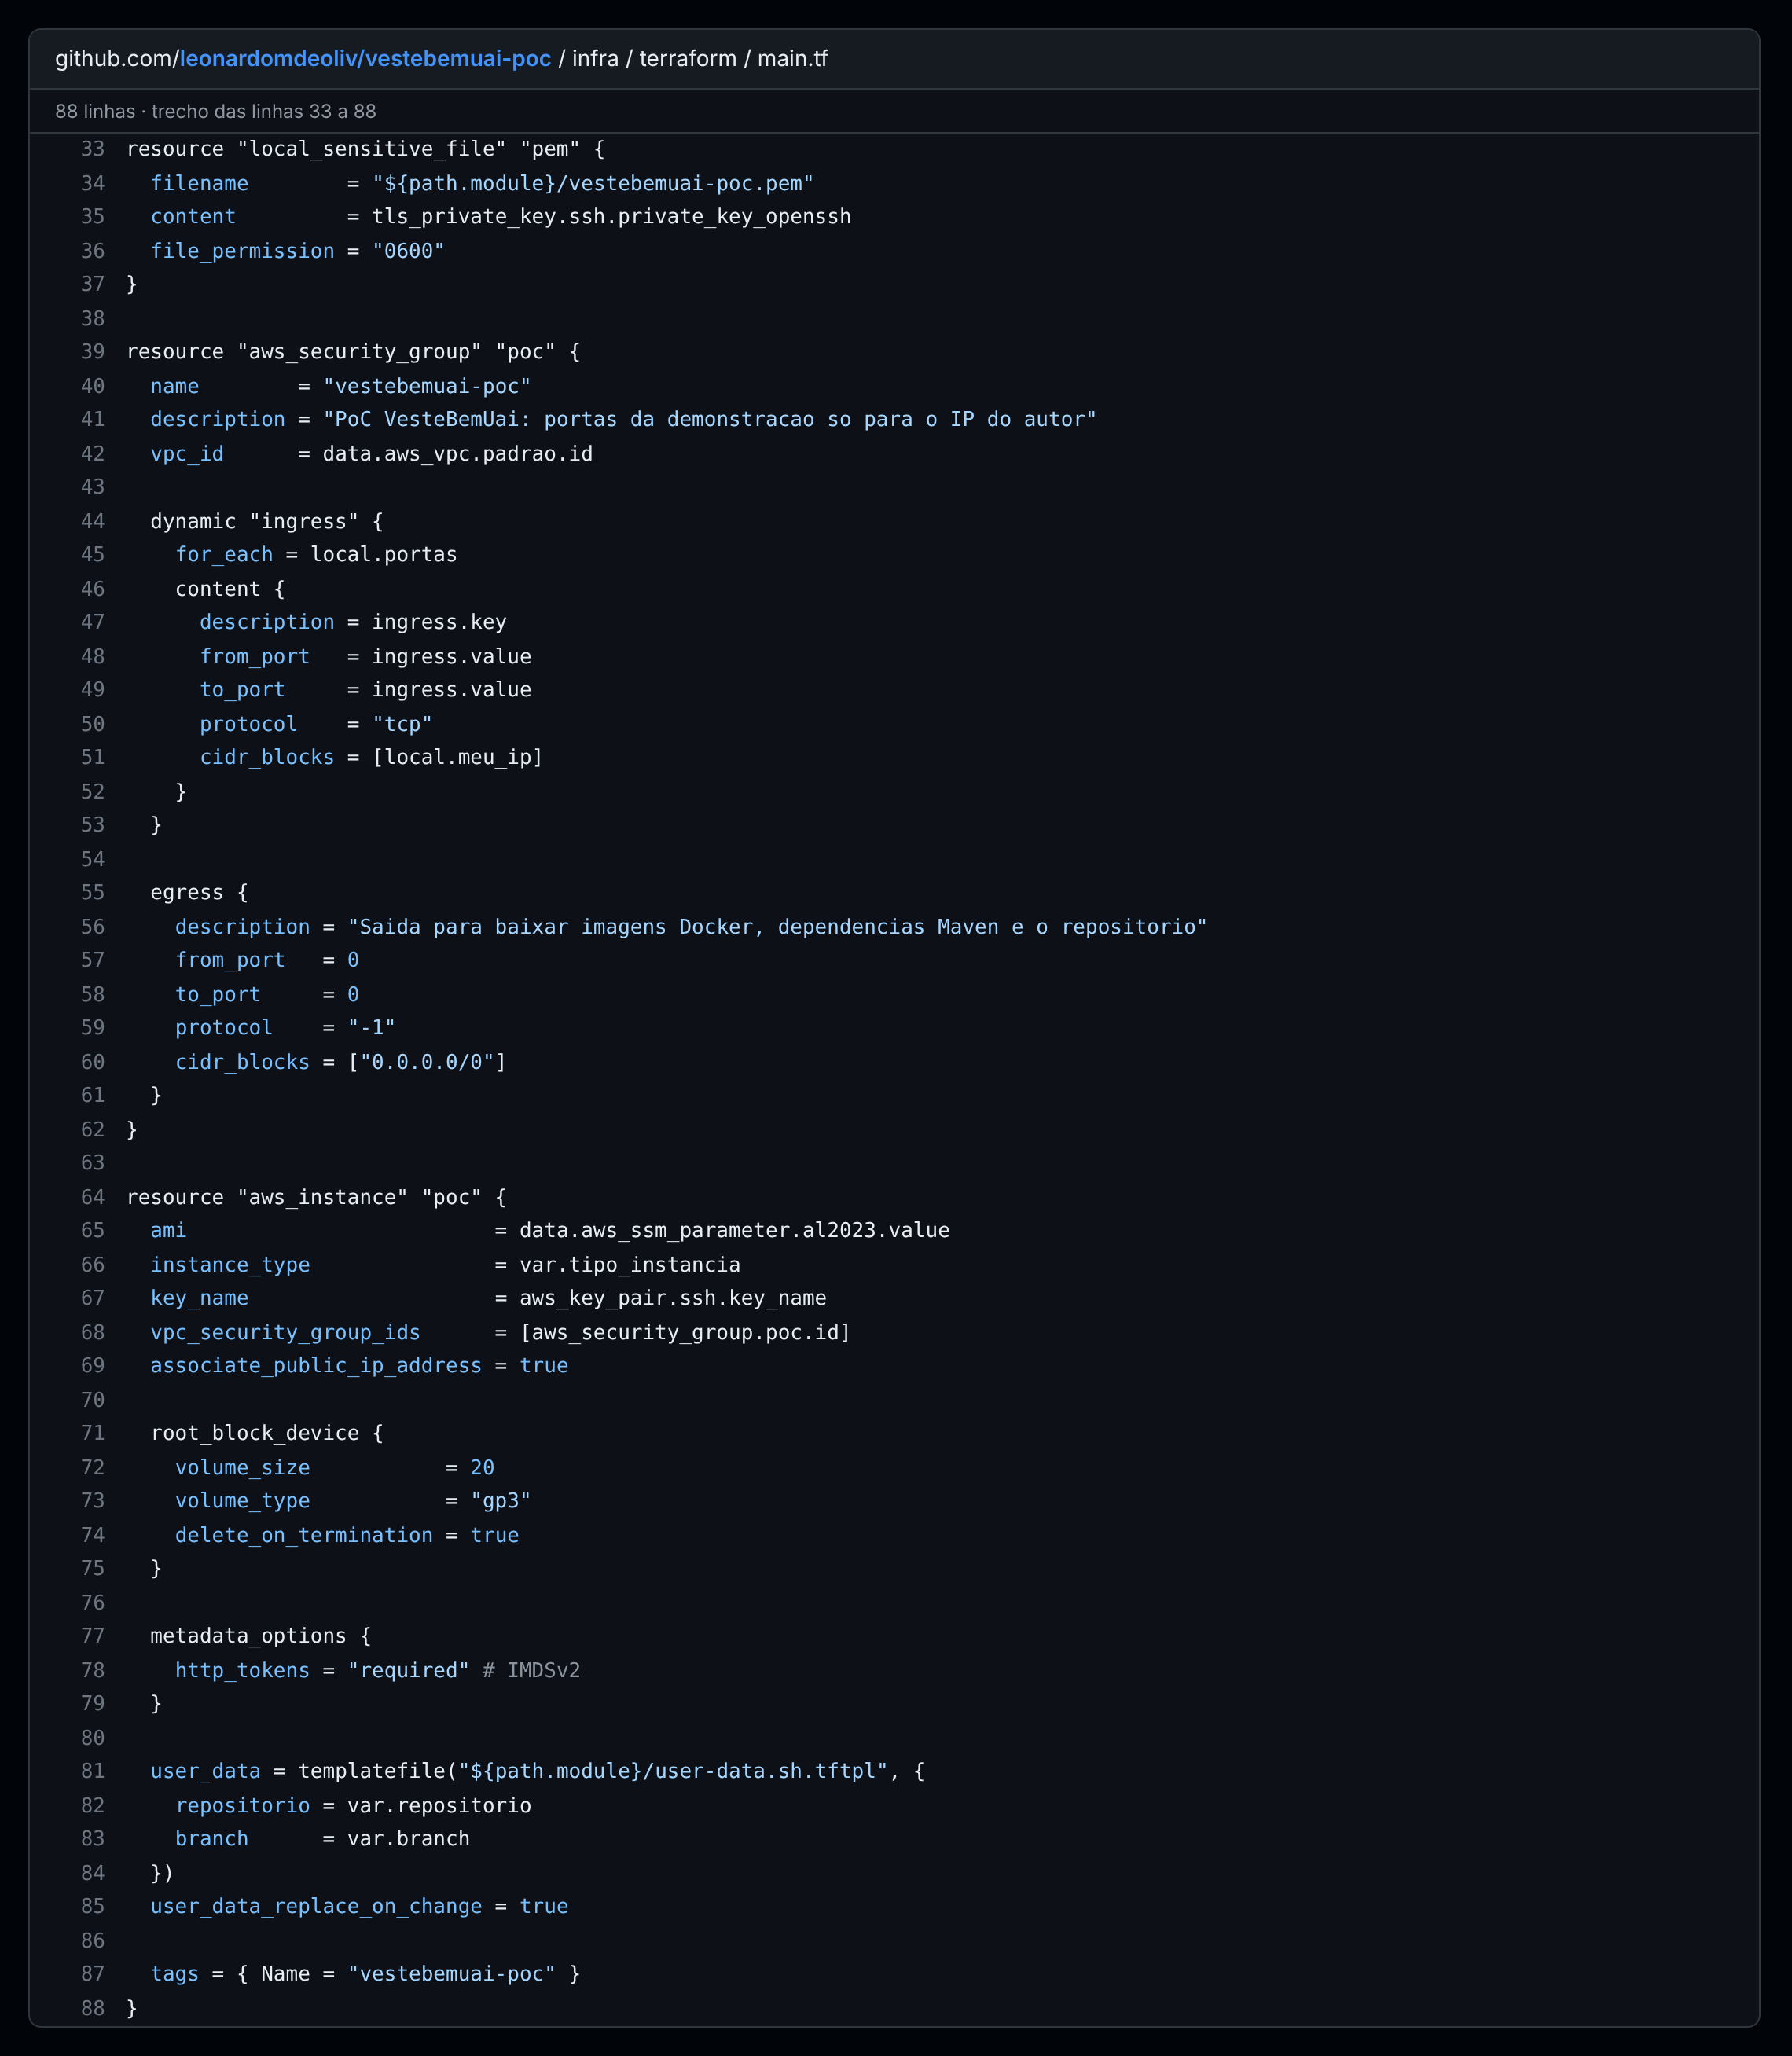 github.com/leonardomdeoliv/vestebemuai-poc / infra / terraform / main.tf
88 linhas · trecho das linhas 33 a 88
33 resource "local_sensitive_file" "pem" {
34   filename        = "${path.module}/vestebemuai-poc.pem"
35   content         = tls_private_key.ssh.private_key_openssh
36   file_permission = "0600"
37 }
38
39 resource "aws_security_group" "poc" {
40   name        = "vestebemuai-poc"
41   description = "PoC VesteBemUai: portas da demonstracao so para o IP do autor"
42   vpc_id      = data.aws_vpc.padrao.id
43
44   dynamic "ingress" {
45     for_each = local.portas
46     content {
47       description = ingress.key
48       from_port   = ingress.value
49       to_port     = ingress.value
50       protocol    = "tcp"
51       cidr_blocks = [local.meu_ip]
52     }
53   }
54
55   egress {
56     description = "Saida para baixar imagens Docker, dependencias Maven e o repositorio"
57     from_port   = 0
58     to_port     = 0
59     protocol    = "-1"
60     cidr_blocks = ["0.0.0.0/0"]
61   }
62 }
63
64 resource "aws_instance" "poc" {
65   ami                         = data.aws_ssm_parameter.al2023.value
66   instance_type               = var.tipo_instancia
67   key_name                    = aws_key_pair.ssh.key_name
68   vpc_security_group_ids      = [aws_security_group.poc.id]
69   associate_public_ip_address = true
70
71   root_block_device {
72     volume_size           = 20
73     volume_type           = "gp3"
74     delete_on_termination = true
75   }
76
77   metadata_options {
78     http_tokens = "required" # IMDSv2
79   }
80
81   user_data = templatefile("${path.module}/user-data.sh.tftpl", {
82     repositorio = var.repositorio
83     branch      = var.branch
84   })
85   user_data_replace_on_change = true
86
87   tags = { Name = "vestebemuai-poc" }
88 }